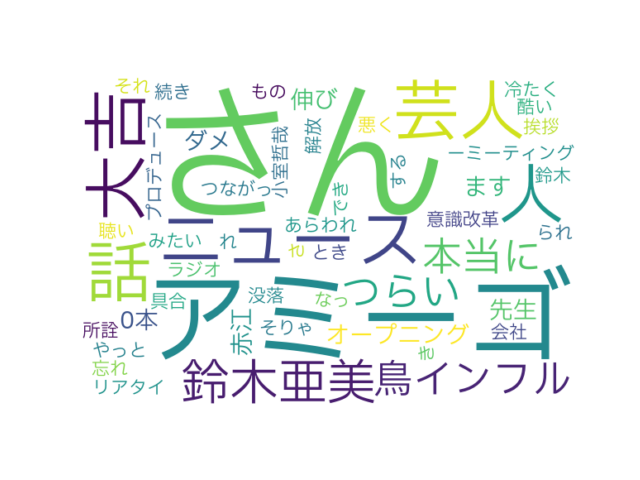 それ
続き
もの
伸び
芸人
冷たく
酷い
大吉
プロデュース
ダメ
さん
小室哲哉
解放
悪く
挨拶
ーミーティング
つながっ
でき
する
ます
人
鈴木
聴い
みたい
れ
ニュース
あらわれ
れ
とき
意識改革
られ
本当に
話
ラジオ
アミーゴ
具合
没落
なっ
つらい
先生
0本
赤江
そりゃ
オープニング
会社
所詮
やっと
き
忘れ
リアタイ
鈴木亜美
鳥インフル